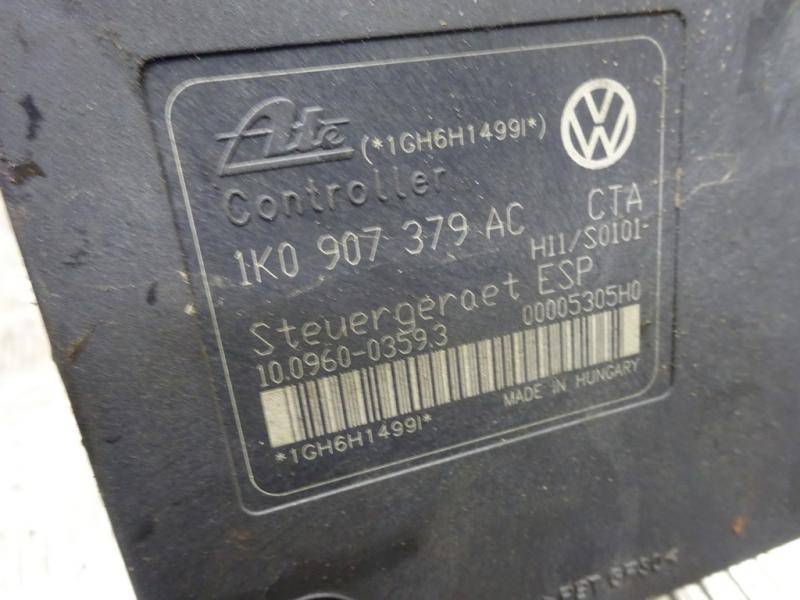 Ate (*1GH6H1499I*)
Controller
1K0 907 379 AC CTA
H11/S0101-
Steuergeraet ESP
10.0960-0359.3 00005305H0
MADE IN HUNGARY
*1GH6H1499I*